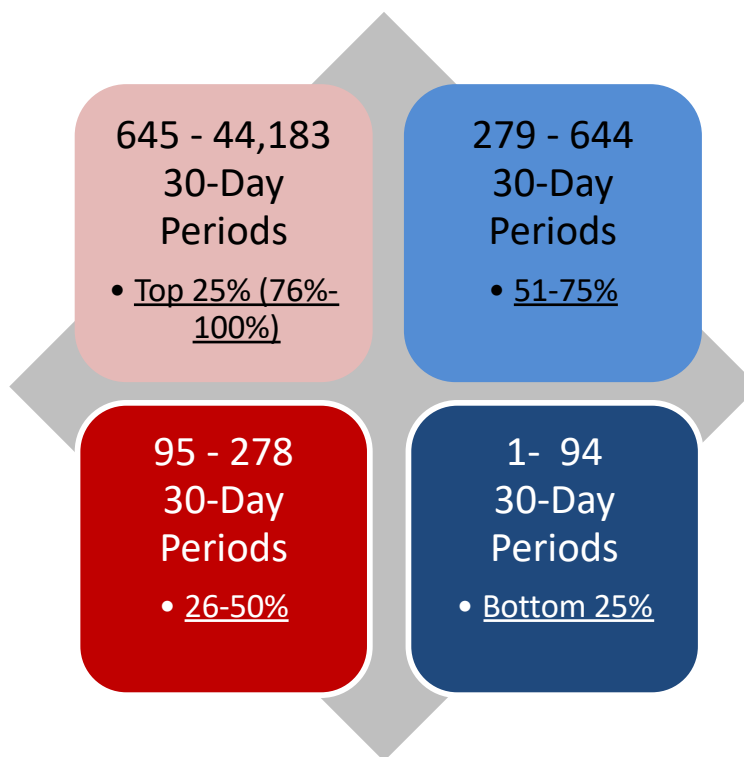 645 - 44,183
30-Day
Periods
• Top 25% (76%-
100%)
279 - 644
30-Day
Periods
• 51-75%
95 - 278
30-Day
Periods
• 26-50%
1-  94
30-Day
Periods
• Bottom 25%